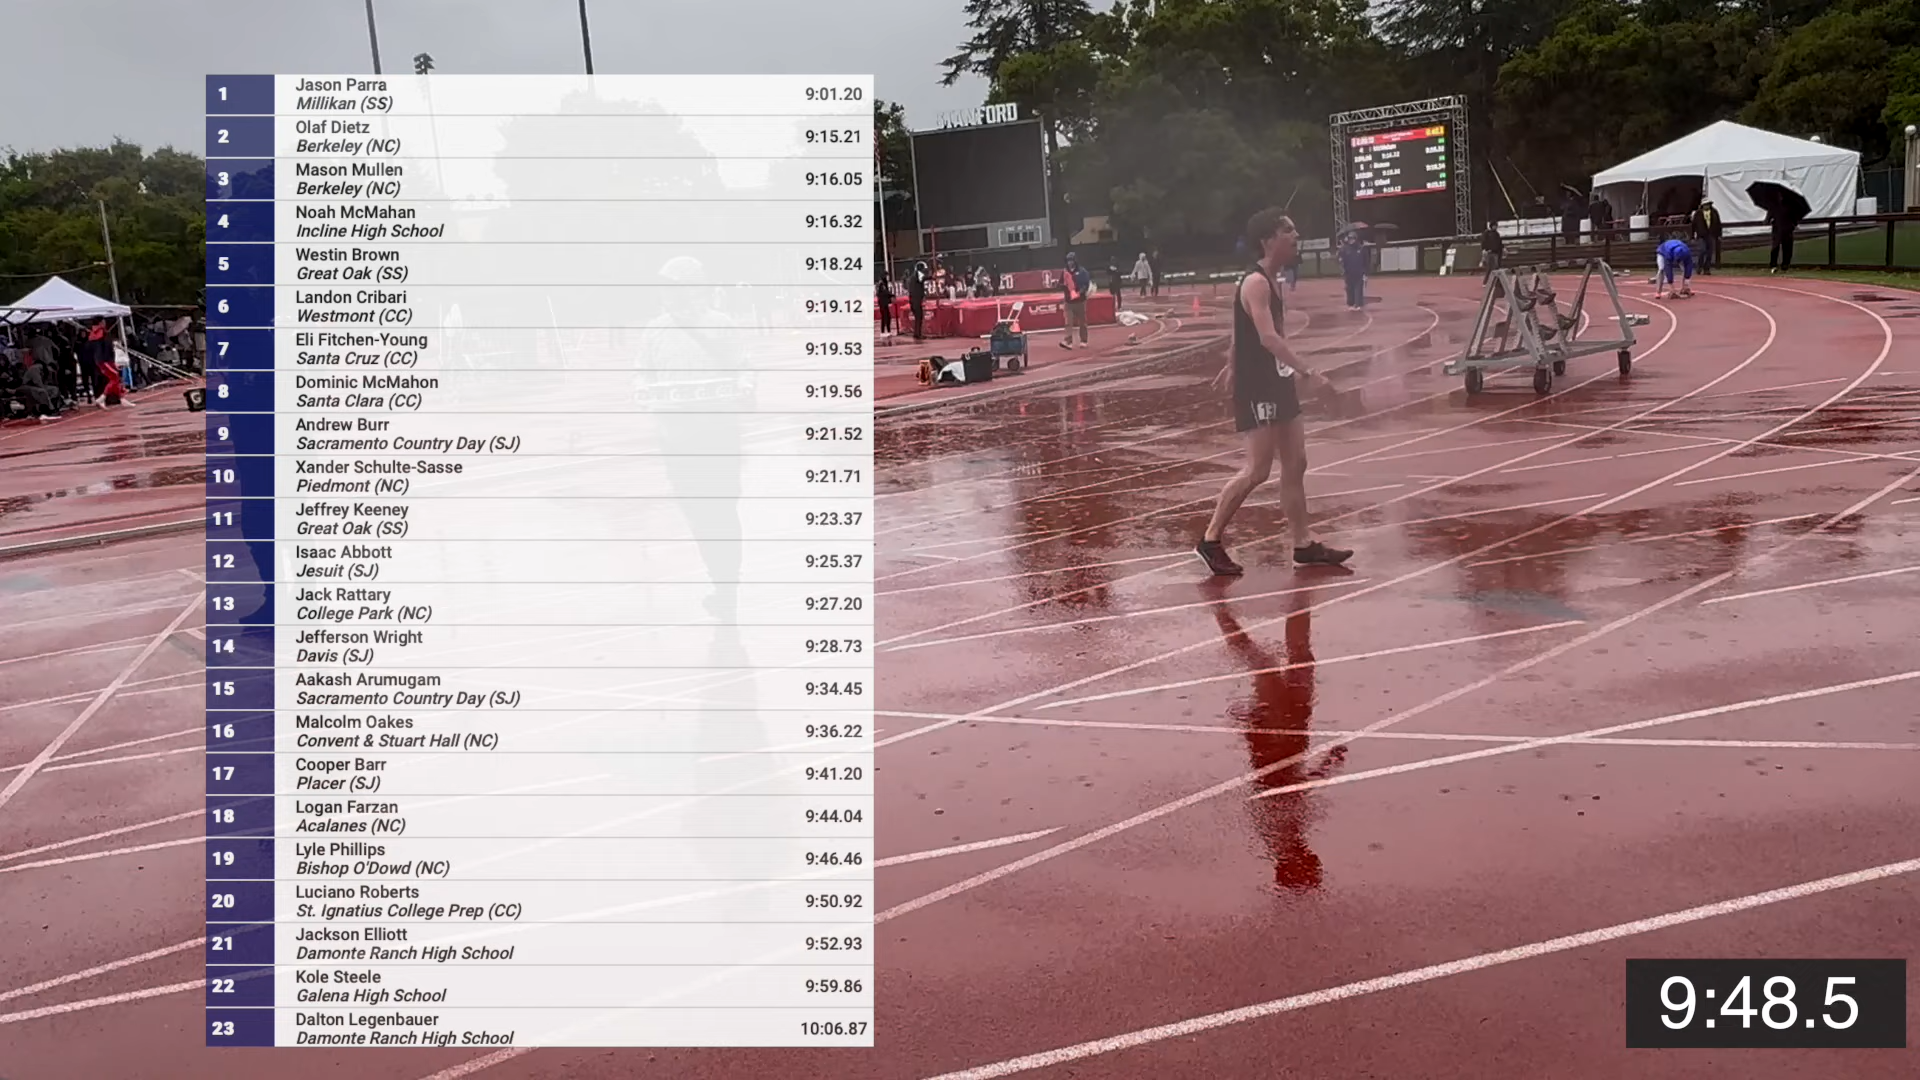 1
Jason Parra
Millikan (SS)
9:01.20
2
Olaf Dietz
Berkeley (NC)
9:15.21
3
Mason Mullen
Berkeley (NC)
9:16.05
4
Noah McMahan
Incline High School
9:16.32
5
Westin Brown
Great Oak (SS)
9:18.24
6
Landon Cribari
Westmont (CC)
9:19.12
7
Eli Fitchen-Young
Santa Cruz (CC)
9:19.53
8
Dominic McMahon
Santa Clara (CC)
9:19.56
9
Andrew Burr
Sacramento Country Day (SJ)
9:21.52
10
Xander Schulte-Sasse
Piedmont (NC)
9:21.71
11
Jeffrey Keeney
Great Oak (SS)
9:23.37
12
Isaac Abbott
Jesuit (SJ)
9:25.37
13
Jack Rattary
College Park (NC)
9:27.20
14
Jefferson Wright
Davis (SJ)
9:28.73
15
Aakash Arumugam
Sacramento Country Day (SJ)
9:34.45
16
Malcolm Oakes
Convent & Stuart Hall (NC)
9:36.22
17
Cooper Barr
Placer (SJ)
9:41.20
18
Logan Farzan
Acalanes (NC)
9:44.04
19
Lyle Phillips
Bishop O'Dowd (NC)
9:46.46
20
Luciano Roberts
St. Ignatius College Prep (CC)
9:50.92
21
Jackson Elliott
Damonte Ranch High School
9:52.93
22
Kole Steele
Galena High School
9:59.86
23
Dalton Legenbauer
Damonte Ranch High School
10:06.87
STANFORD
13
9:48.5